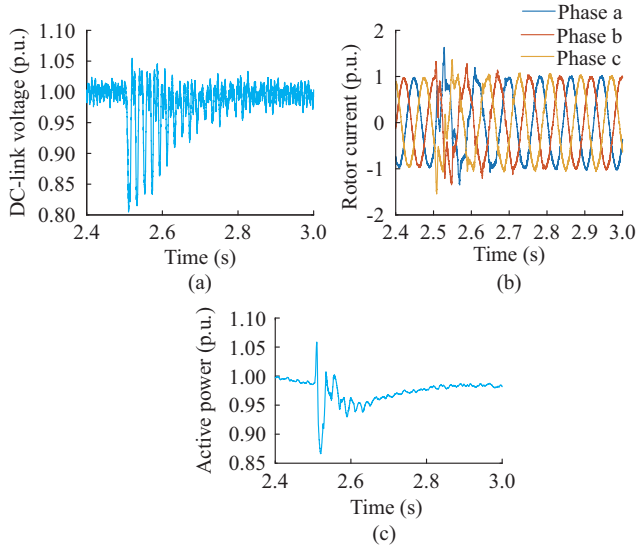 Phase a
Phase b
Phase c
DC-link voltage (p.u.)
1.10
1.05
1.00
0.95
0.90
0.85
0.80
2.4 2.6 2.8 3.0
Time (s)
(a)
Rotor current (p.u.)
2
1
0
-1
-2
2.4 2.5 2.6 2.7 2.8 2.9 3.0
Time (s)
(b)
Active power (p.u.)
1.10
1.05
1.00
0.95
0.90
0.85
2.4 2.6 2.8 3.0
Time (s)
(c)